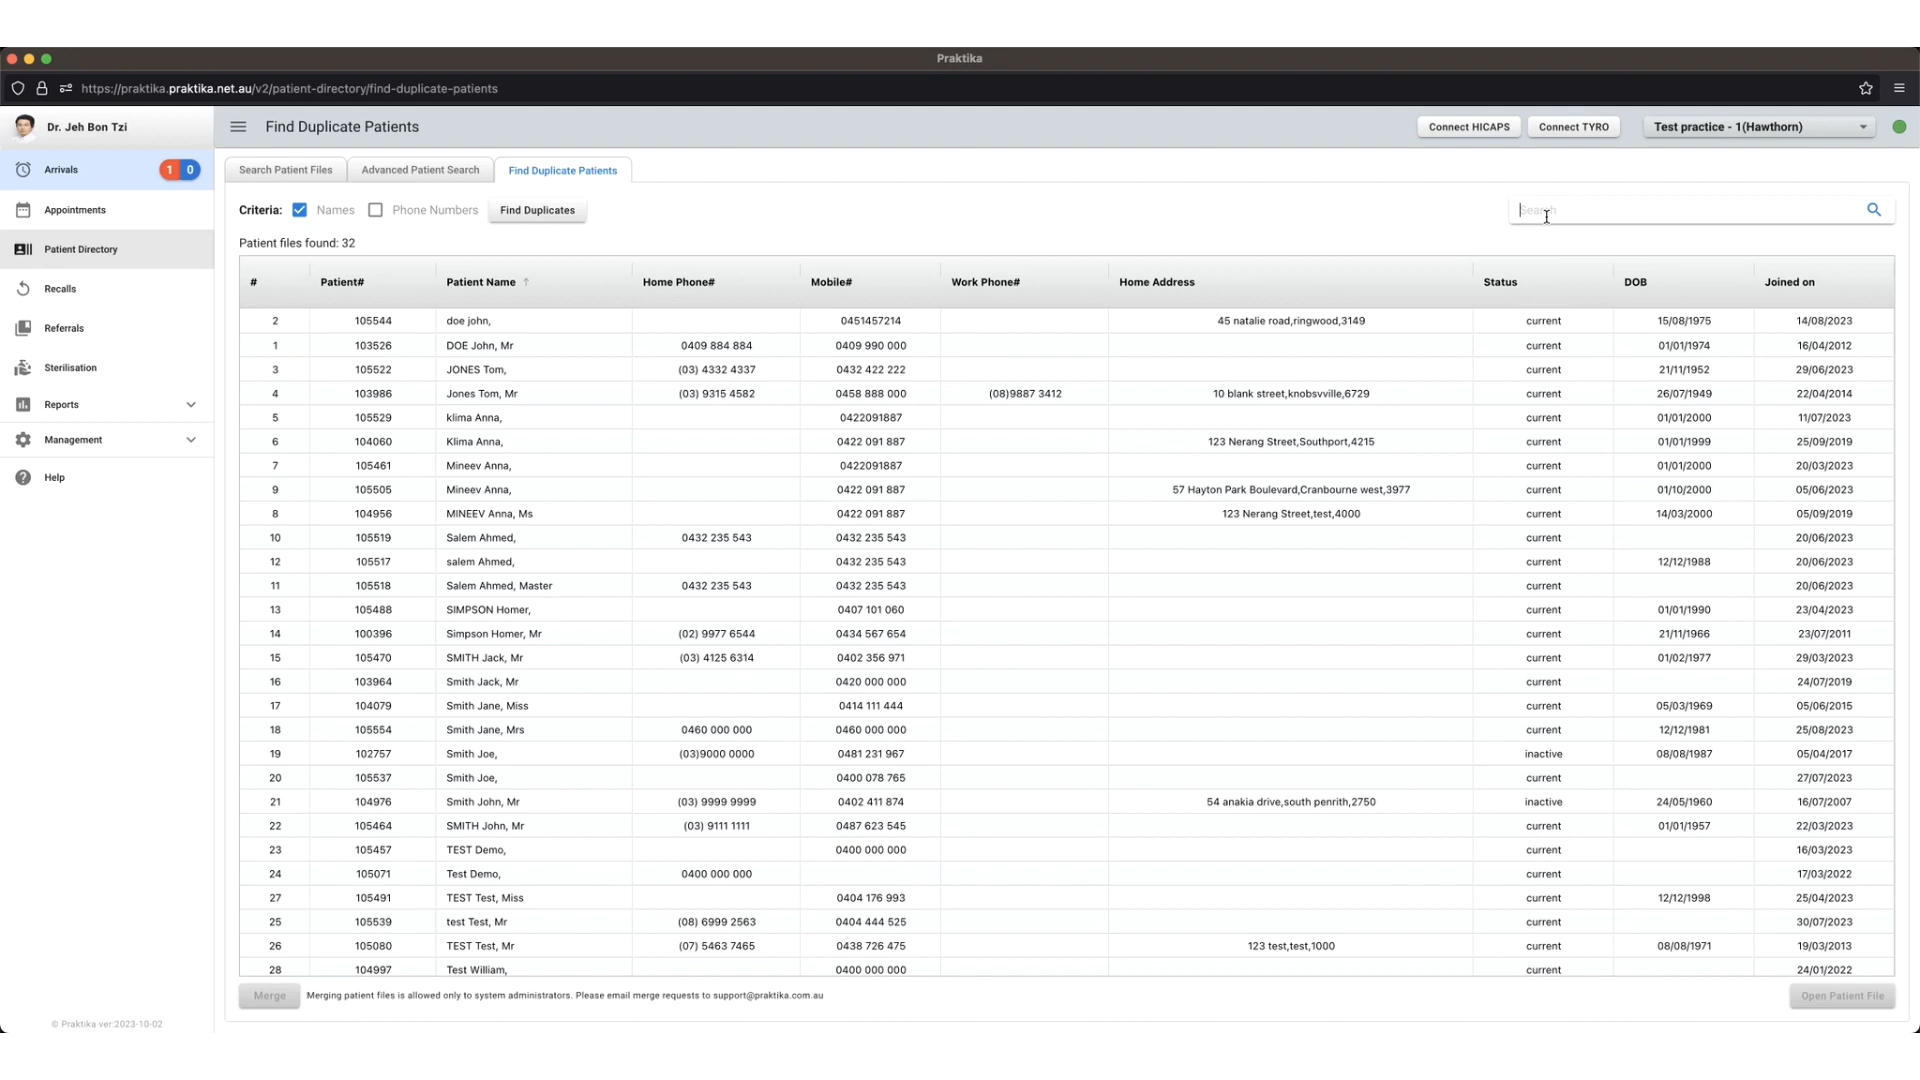 Praktika
https://praktika.praktika.net.au/v2/patient-directory/find-duplicate-patients
Dr. Jeh Bon Tzi
Find Duplicate Patients
Connect HICAPS
Connect TYRO
Test practice - 1(Hawthorn)
Arrivals
1 0
Appointments
Patient Directory
Recalls
Referrals
Sterilisation
Reports
Management
Help
Search Patient Files
Advanced Patient Search
Find Duplicate Patients
Criteria: Names Phone Numbers Find Duplicates
Search
Patient files found: 32
# Patient# Patient Name ↑ Home Phone# Mobile# Work Phone# Home Address Status DOB Joined on
2 105544 doe john, 0451457214 45 natalie road,ringwood,3149 current 15/08/1975 14/08/2023
1 103526 DOE John, Mr 0409 884 884 0409 990 000 current 01/01/1974 16/04/2012
3 105522 JONES Tom, (03) 4332 4337 0432 422 222 current 21/11/1952 29/06/2023
4 103986 Jones Tom, Mr (03) 9315 4582 0458 888 000 (08)9887 3412 10 blank street,knobsvville,6729 current 26/07/1949 22/04/2014
5 105529 klima Anna, 0422091887 current 01/01/2000 11/07/2023
6 104060 Klima Anna, 0422 091 887 123 Nerang Street,Southport,4215 current 01/01/1999 25/09/2019
7 105461 Mineev Anna, 0422091887 current 01/01/2000 20/03/2023
9 105505 Mineev Anna, 0422 091 887 57 Hayton Park Boulevard,Cranbourne west,3977 current 01/10/2000 05/06/2023
8 104956 MINEEV Anna, Ms 0422 091 887 123 Nerang Street,test,4000 current 14/03/2000 05/09/2019
10 105519 Salem Ahmed, 0432 235 543 0432 235 543 current 20/06/2023
12 105517 salem Ahmed, 0432 235 543 current 12/12/1988 20/06/2023
11 105518 Salem Ahmed, Master 0432 235 543 0432 235 543 current 20/06/2023
13 105488 SIMPSON Homer, 0407 101 060 current 01/01/1990 23/04/2023
14 100396 Simpson Homer, Mr (02) 9977 6544 0434 567 654 current 21/11/1966 23/07/2011
15 105470 SMITH Jack, Mr (03) 4125 6314 0402 356 971 current 01/02/1977 29/03/2023
16 103964 Smith Jack, Mr 0420 000 000 current 24/07/2019
17 104079 Smith Jane, Miss 0414 111 444 current 05/03/1969 05/06/2015
18 105554 Smith Jane, Mrs 0460 000 000 0460 000 000 current 12/12/1981 25/08/2023
19 102757 Smith Joe, (03)9000 0000 0481 231 967 inactive 08/08/1987 05/04/2017
20 105537 Smith Joe, 0400 078 765 current 27/07/2023
21 104976 Smith John, Mr (03) 9999 9999 0402 411 874 54 anakia drive,south penrith,2750 inactive 24/05/1960 16/07/2007
22 105464 SMITH John, Mr (03) 9111 1111 0487 623 545 current 01/01/1957 22/03/2023
23 105457 TEST Demo, 0400 000 000 current 16/03/2023
24 105071 Test Demo, 0400 000 000 current 17/03/2022
27 105491 TEST Test, Miss 0404 176 993 current 12/12/1998 25/04/2023
25 105539 test Test, Mr (08) 6999 2563 0404 444 525 current 30/07/2023
26 105080 TEST Test, Mr (07) 5463 7465 0438 726 475 123 test,test,1000 current 08/08/1971 19/03/2013
28 104997 Test William, 0400 000 000 current 24/01/2022
Merge Merging patient files is allowed only to system administrators. Please email merge requests to support@praktika.com.au
Open Patient File
© Praktika ver:2023-10-02